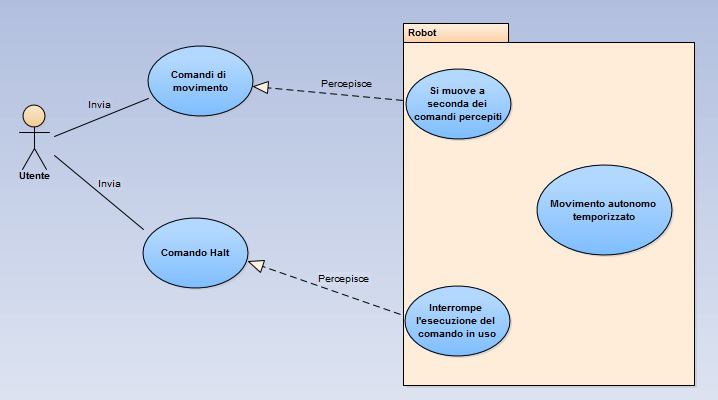 Robot
Comandi di
movimento
Percepisce
Si muove a
seconda dei
comandi percepiti
Invia
Utente
Invia
Movimento autonomo
temporizzato
Comando Halt
Percepisce
Interrompe
l'esecuzione del
comando in uso